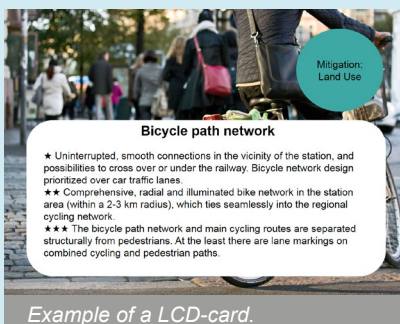 Mitigation:
Land Use
Bicycle path network
★ Uninterrupted, smooth connections in the vicinity of the station, and
possibilities to cross over or under the railway. Bicycle network design
prioritized over car traffic lanes.
★★ Comprehensive, radial and illuminated bike network in the station
area (within a 2-3 km radius), which ties seamlessly into the regional
cycling network.
★★★ The bicycle path network and main cycling routes are separated
structurally from pedestrians. At the least there are lane markings on
combined cycling and pedestrian paths.
Example of a LCD-card.